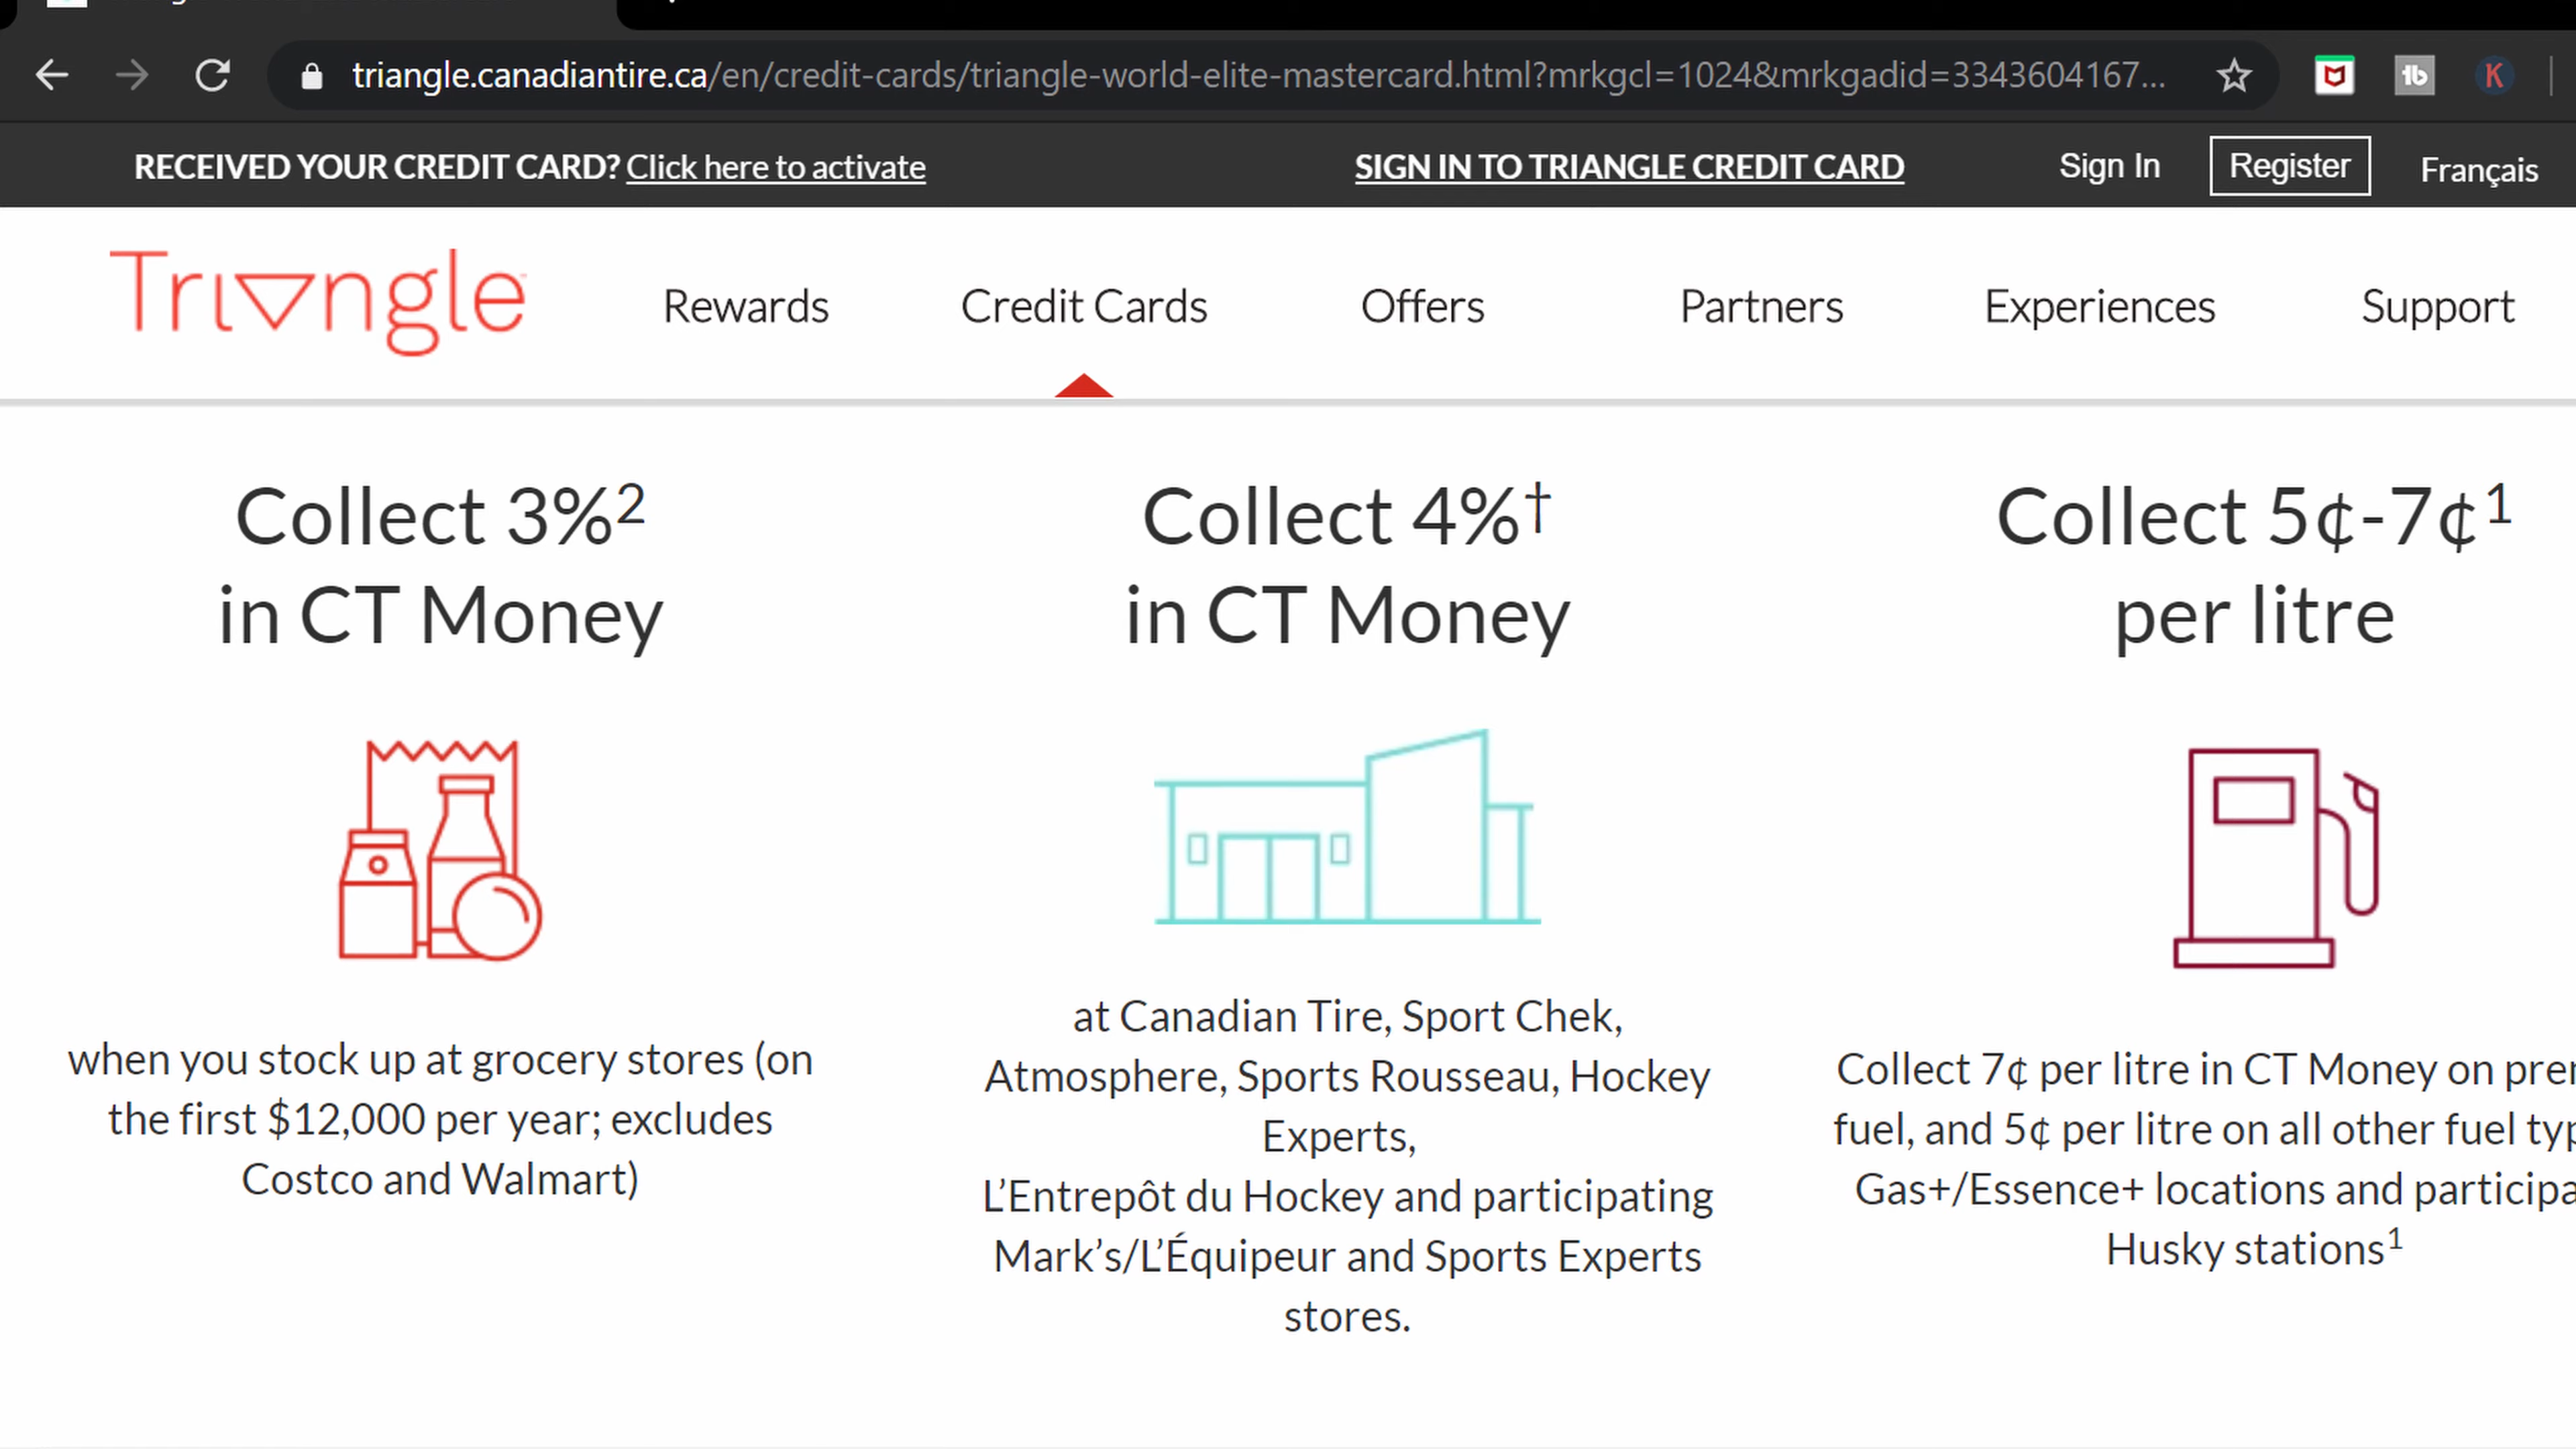 triangle.canadiantire.ca/en/credit-cards/triangle-world-elite-mastercard.html?mrkgcl=1024&mrkgadid=3343604167...
RECEIVED YOUR CREDIT CARD? Click here to activate
SIGN IN TO TRIANGLE CREDIT CARD
Sign In
Register
Français
Triangle
Rewards
Credit Cards
Offers
Partners
Experiences
Support
Collect 3%2
in CT Money
when you stock up at grocery stores (on
the first $12,000 per year; excludes
Costco and Walmart)
Collect 4%†
in CT Money
at Canadian Tire, Sport Chek,
Atmosphere, Sports Rousseau, Hockey
Experts,
L'Entrepôt du Hockey and participating
Mark's/L'Équipeur and Sports Experts
stores.
Collect 5¢-7¢1
per litre
Collect 7¢ per litre in CT Money on
fuel, and 5¢ per litre on all other fuel
Gas+/Essence+ locations and
Husky stations1